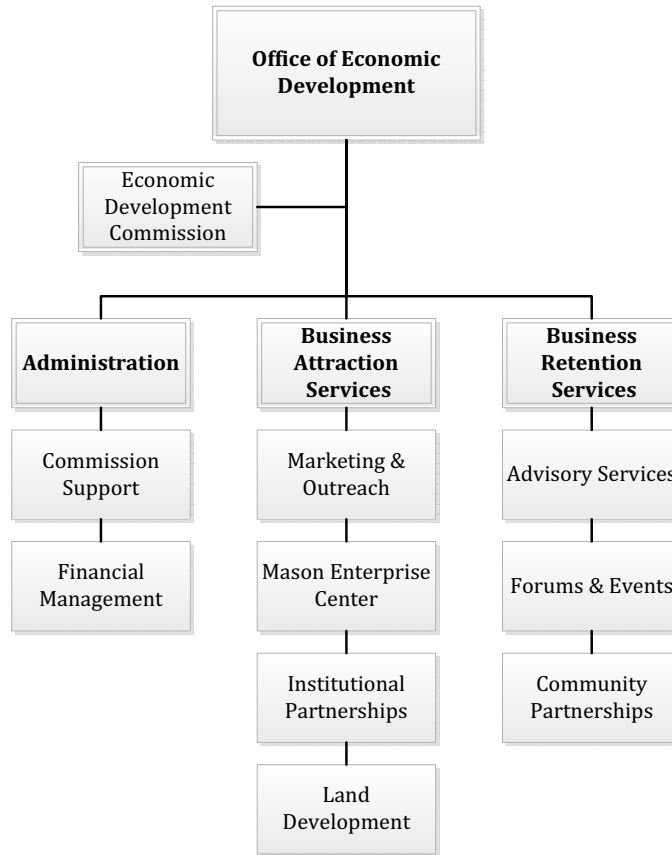 Office of Economic
Development
Economic
Development
Commission
Administration
Business
Attraction
Services
Business
Retention
Services
Commission
Support
Marketing &
Outreach
Advisory Services
Financial
Management
Mason Enterprise
Center
Forums & Events
Institutional
Partnerships
Community
Partnerships
Land
Development